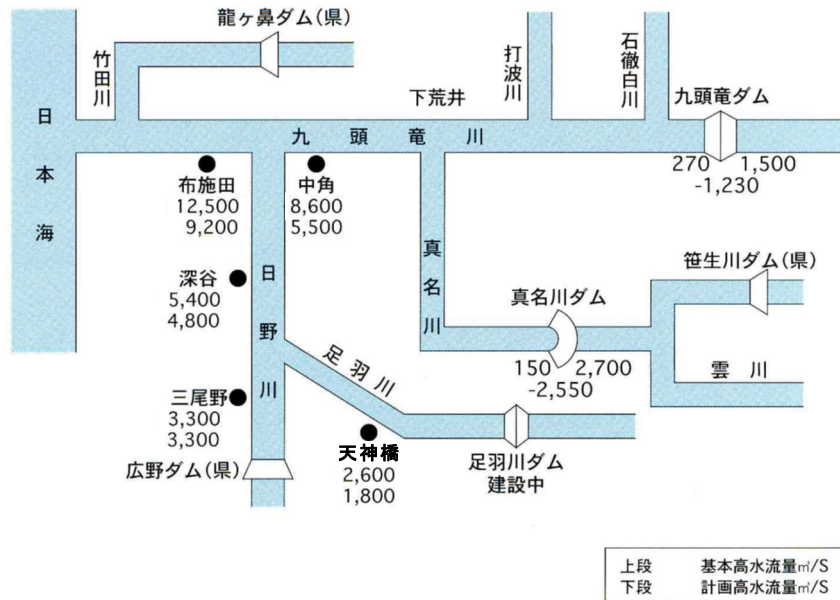 龍ヶ鼻ダム(県)
竹田川
打波川
石徹白川
下荒井
九頭竜ダム
日本海
九頭竜川
270 1,500
-1,230
布施田
12,500
9,200
中角
8,600
5,500
真名川
笹生川ダム(県)
深谷
5,400
4,800
日野川
真名川ダム
150 2,700
-2,550
雲川
足羽川
三尾野
3,300
3,300
天神橋
2,600
1,800
広野ダム(県)
足羽川ダム
建設中
上段 基本高水流量㎥/S
下段 計画高水流量㎥/S